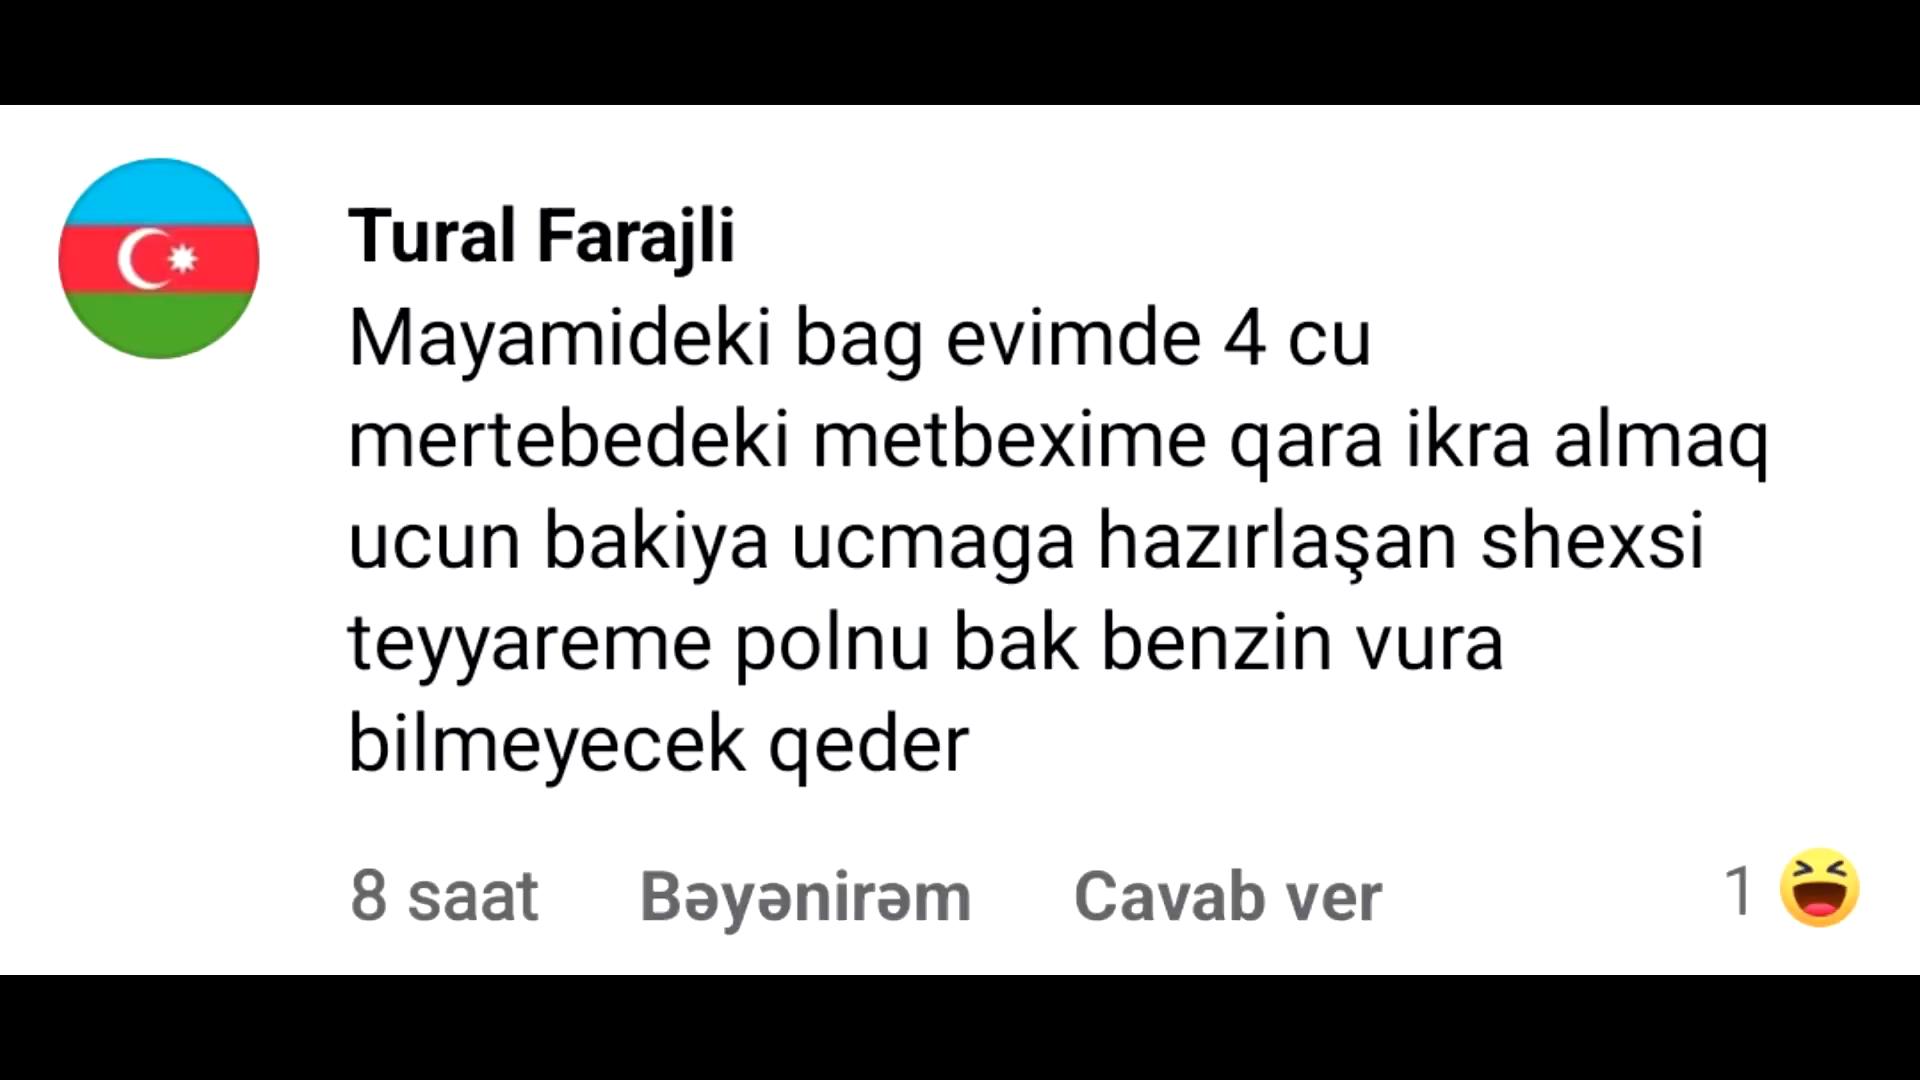 Tural Farajli
Mayamideki bag evimde 4 cu
mertebedeki metbexime qara ikra almaq
ucun bakiya ucmaga hazırlaşan shexsi
teyyareme polnu bak benzin vura
bilmeyecek qeder
8 saat Bəyənirəm Cavab ver 1